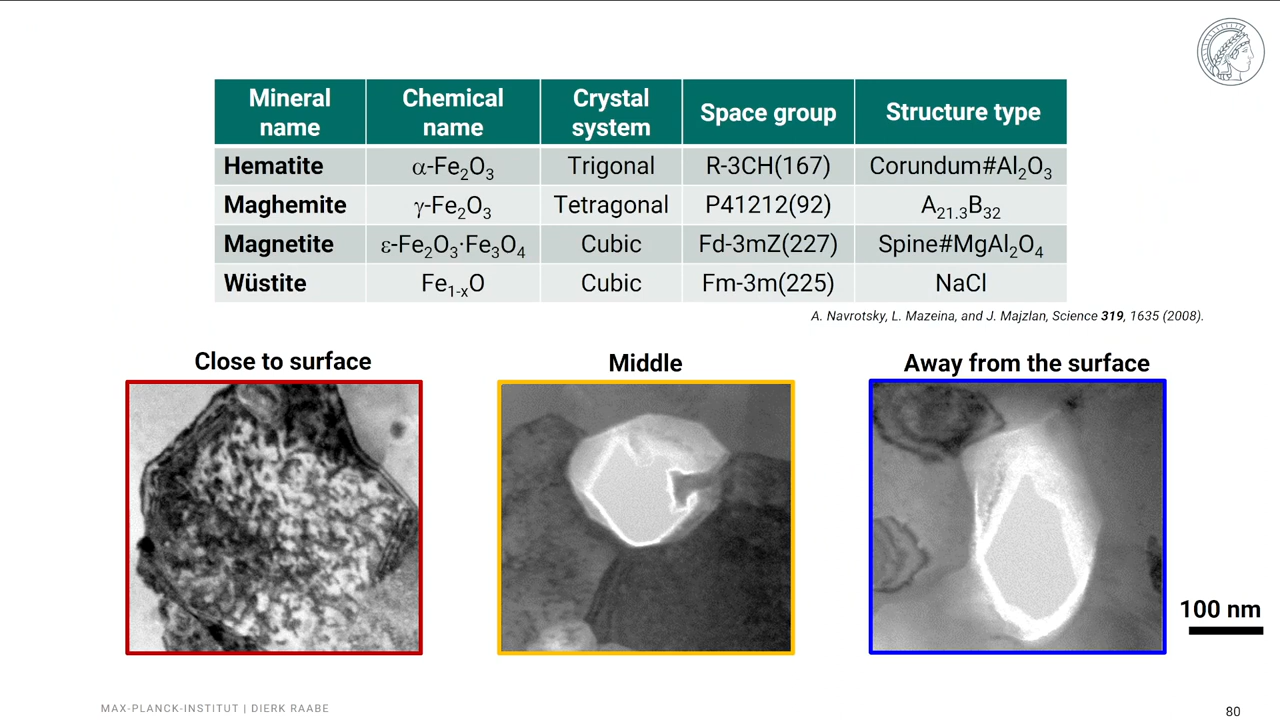 Mineral name
Chemical name
Crystal system
Space group
Structure type
Hematite α-Fe₂O₃ Trigonal R-3CH(167) Corundum#Al₂O₃
Maghemite γ-Fe₂O₃ Tetragonal P41212(92) A₂₁.₃B₃₂
Magnetite ε-Fe₂O₃·Fe₃O₄ Cubic Fd-3mZ(227) Spine#MgAl₂O₄
Wüstite Fe₁₋ₓO Cubic Fm-3m(225) NaCl
A. Navrotsky, L. Mazeina, and J. Majzlan, Science 319, 1635 (2008).
Close to surface
Middle
Away from the surface
100 nm
MAX-PLANCK-INSTITUT | DIERK RAABE
80